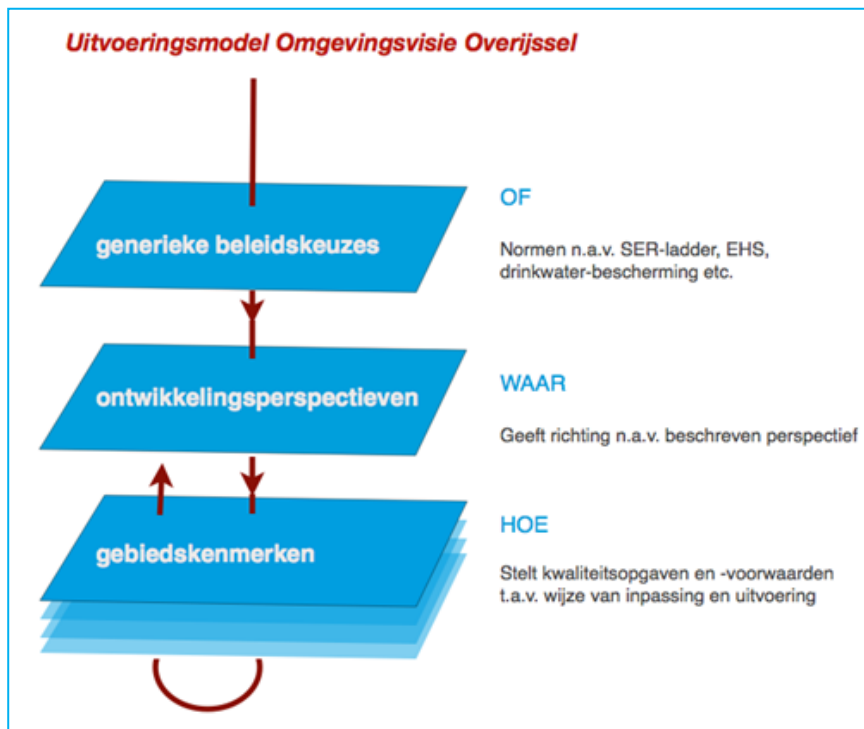 Uitvoeringsmodel Omgevingsvisie Overijssel
generieke beleidskeuzes
OF
Normen n.a.v. SER-ladder, EHS,
drinkwater-bescherming etc.
ontwikkelingsperspectieven
WAAR
Geeft richting n.a.v. beschreven perspectief
gebiedskenmerken
HOE
Stelt kwaliteitsopgaven en -voorwaarden
t.a.v. wijze van inpassing en uitvoering